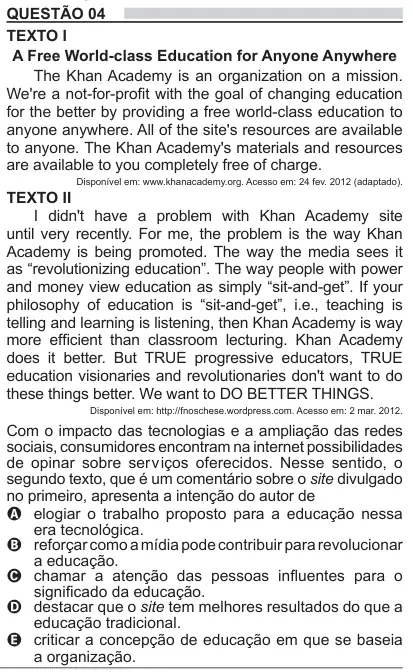 QUESTÃO 04
TEXTO I
A Free World-class Education for Anyone Anywhere
The Khan Academy is an organization on a mission.
We're a not-for-profit with the goal of changing education
for the better by providing a free world-class education to
anyone anywhere. All of the site's resources are available
to anyone. The Khan Academy's materials and resources
are available to you completely free of charge.
Disponível em: www.khanacademy.org. Acesso em: 24 fev. 2012 (adaptado).
TEXTO II
I didn't have a problem with Khan Academy site
until very recently. For me, the problem is the way Khan
Academy is being promoted. The way the media sees it
as “revolutionizing education”. The way people with power
and money view education as simply “sit-and-get”. If your
philosophy of education is “sit-and-get”, i.e., teaching is
telling and learning is listening, then Khan Academy is way
more efficient than classroom lecturing. Khan Academy
does it better. But TRUE progressive educators, TRUE
education visionaries and revolutionaries don't want to do
these things better. We want to DO BETTER THINGS.
Disponível em: http://fnoschese.wordpress.com. Acesso em: 2 mar. 2012.
Com o impacto das tecnologias e a ampliação das redes
sociais, consumidores encontram na internet possibilidades
de opinar sobre serviços oferecidos. Nesse sentido, o
segundo texto, que é um comentário sobre o site divulgado
no primeiro, apresenta a intenção do autor de
A elogiar o trabalho proposto para a educação nessa
era tecnológica.
B reforçar como a mídia pode contribuir para revolucionar
a educação.
C chamar a atenção das pessoas influentes para o
significado da educação.
D destacar que o site tem melhores resultados do que a
educação tradicional.
E criticar a concepção de educação em que se baseia
a organização.